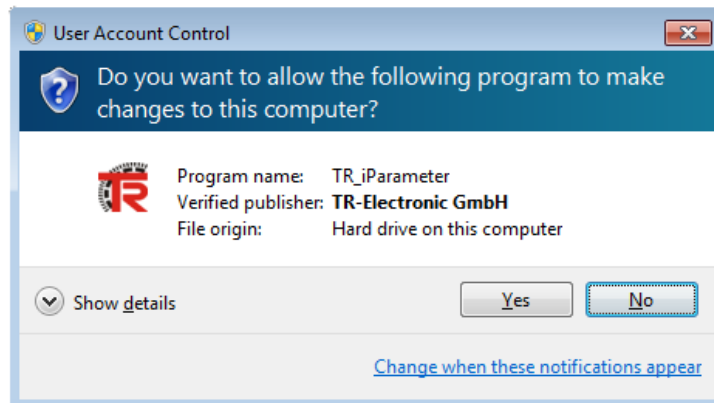 User Account Control
Do you want to allow the following program to make
changes to this computer?
TR
Program name: TR_iParameter
Verified publisher: TR-Electronic GmbH
File origin: Hard drive on this computer
Show details
Yes
No
Change when these notifications appear